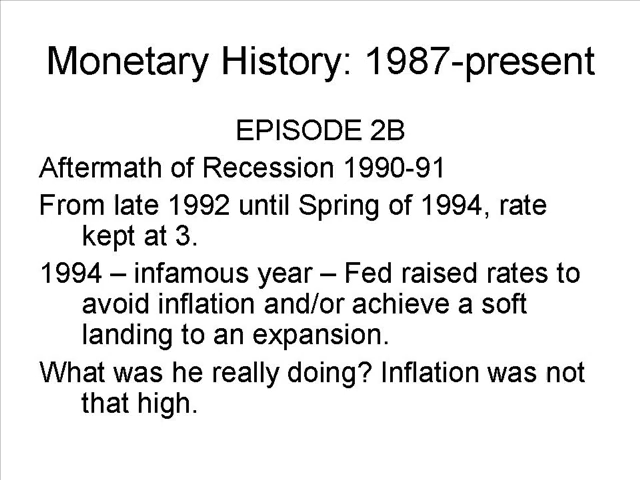 Monetary History: 1987-present
EPISODE 2B
Aftermath of Recession 1990-91
From late 1992 until Spring of 1994, rate
kept at 3.
1994 – infamous year – Fed raised rates to
avoid inflation and/or achieve a soft
landing to an expansion.
What was he really doing? Inflation was not
that high.